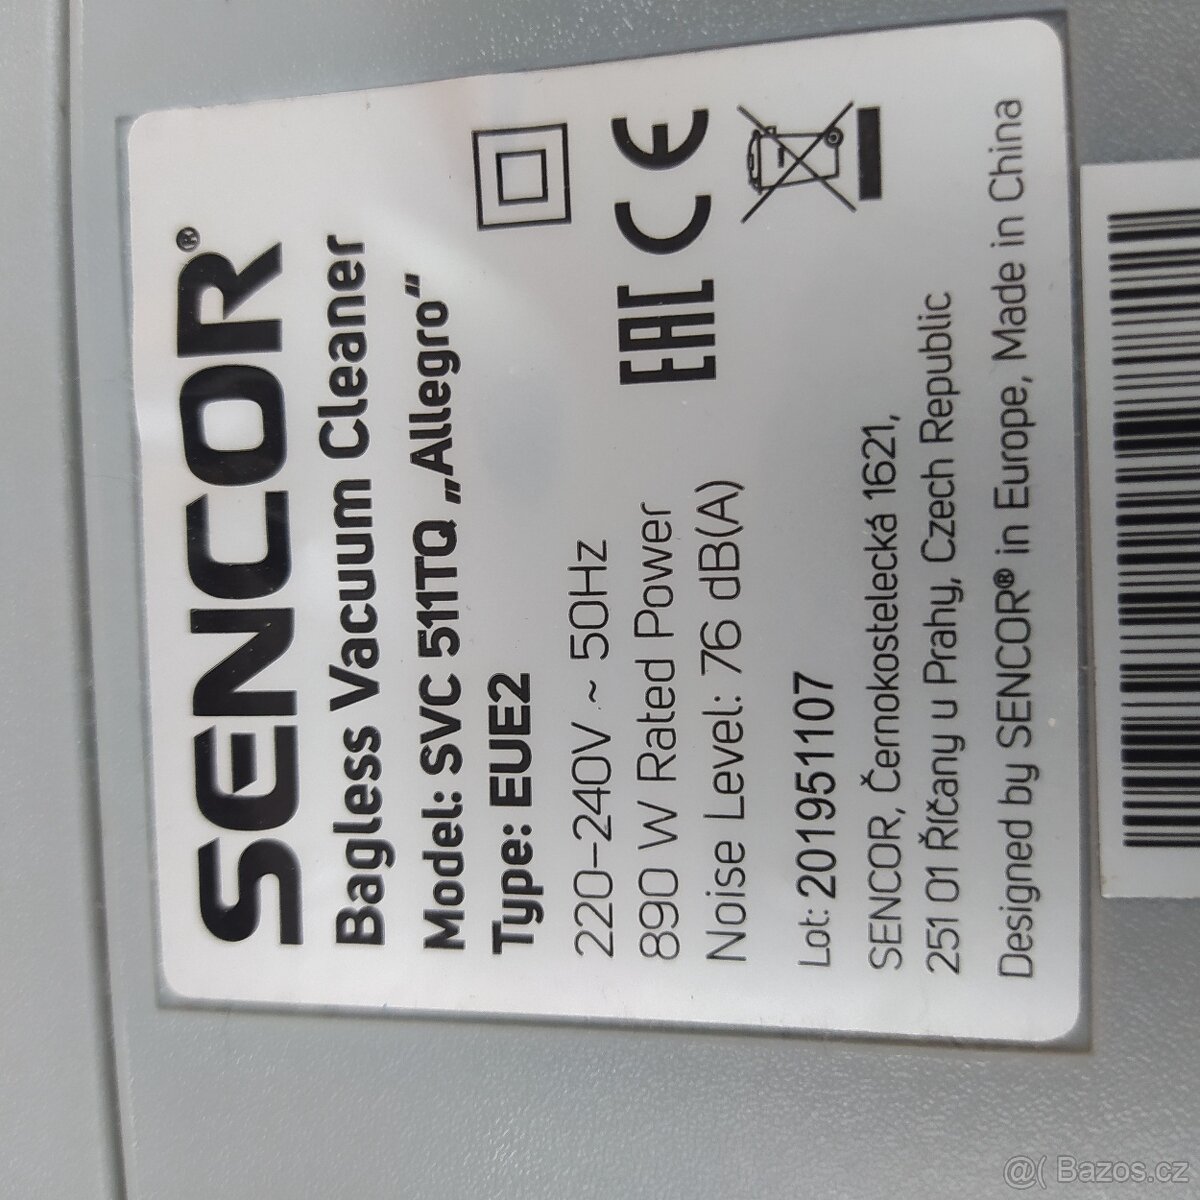 SENCOR®
Bagless Vacuum Cleaner
Model: SVC 511TQ „Allegro“
Type: EUE2
220–240V ~ 50Hz
890 W Rated Power
Noise Level: 76 dB(A)
EAC CE
Lot: 201951107
SENCOR, Černokostelecká 1621,
251 01 Říčany u Prahy, Czech Republic
Designed by SENCOR® in Europe, Made in China
@( Bazos.cz